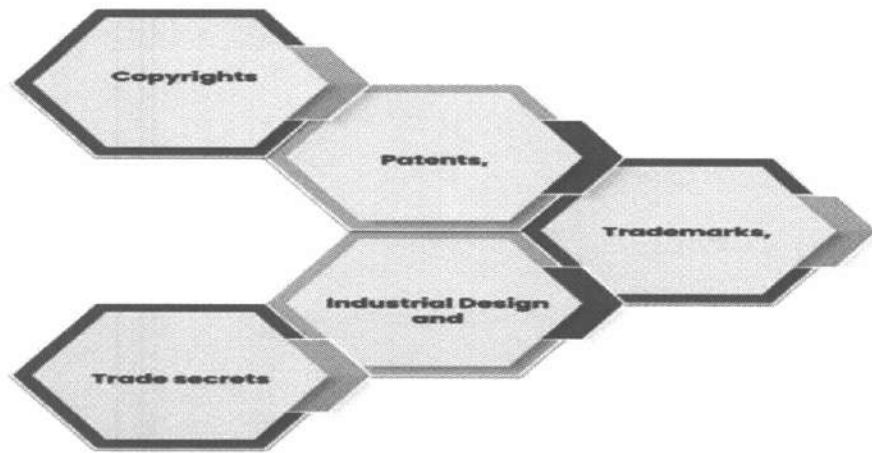 Copyrights
Patents,
Trademarks,
Industrial Design
and
Trade secrets